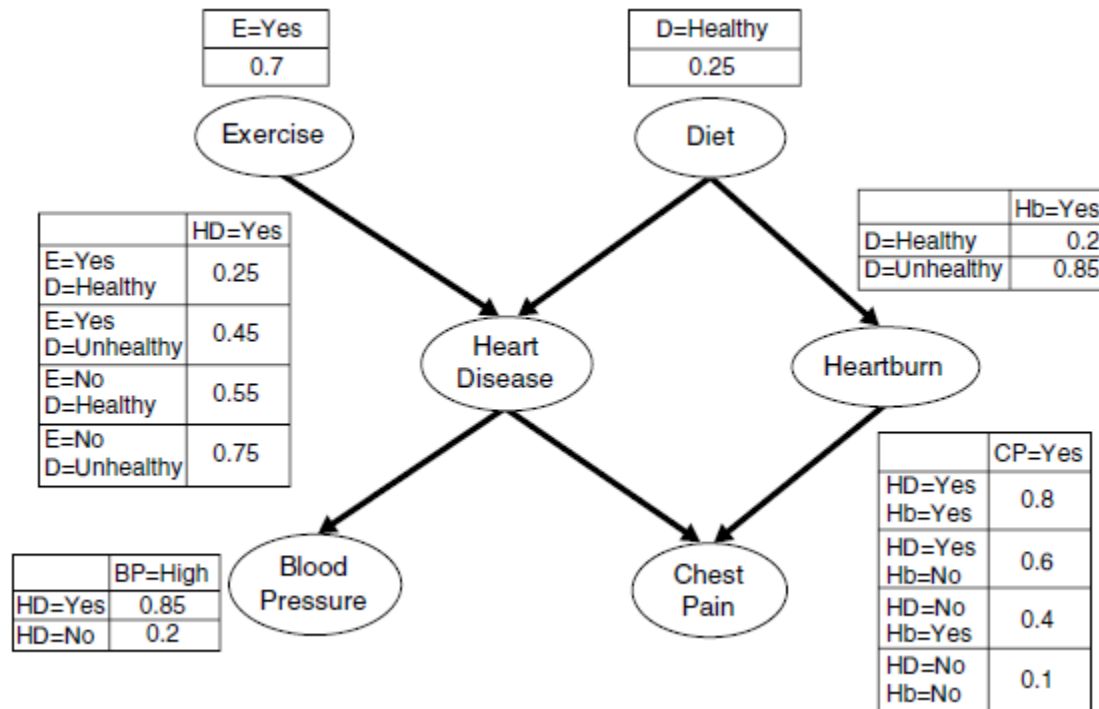 E=Yes
0.7
D=Healthy
0.25
Exercise
Diet
HD=Yes
E=Yes
D=Healthy
0.25
E=Yes
D=Unhealthy
0.45
E=No
D=Healthy
0.55
E=No
D=Unhealthy
0.75
Hb=Yes
D=Healthy 0.2
D=Unhealthy 0.85
Heart
Disease
Heartburn
BP=High
HD=Yes 0.85
HD=No 0.2
Blood
Pressure
Chest
Pain
CP=Yes
HD=Yes
Hb=Yes
0.8
HD=Yes
Hb=No
0.6
HD=No
Hb=Yes
0.4
HD=No
Hb=No
0.1